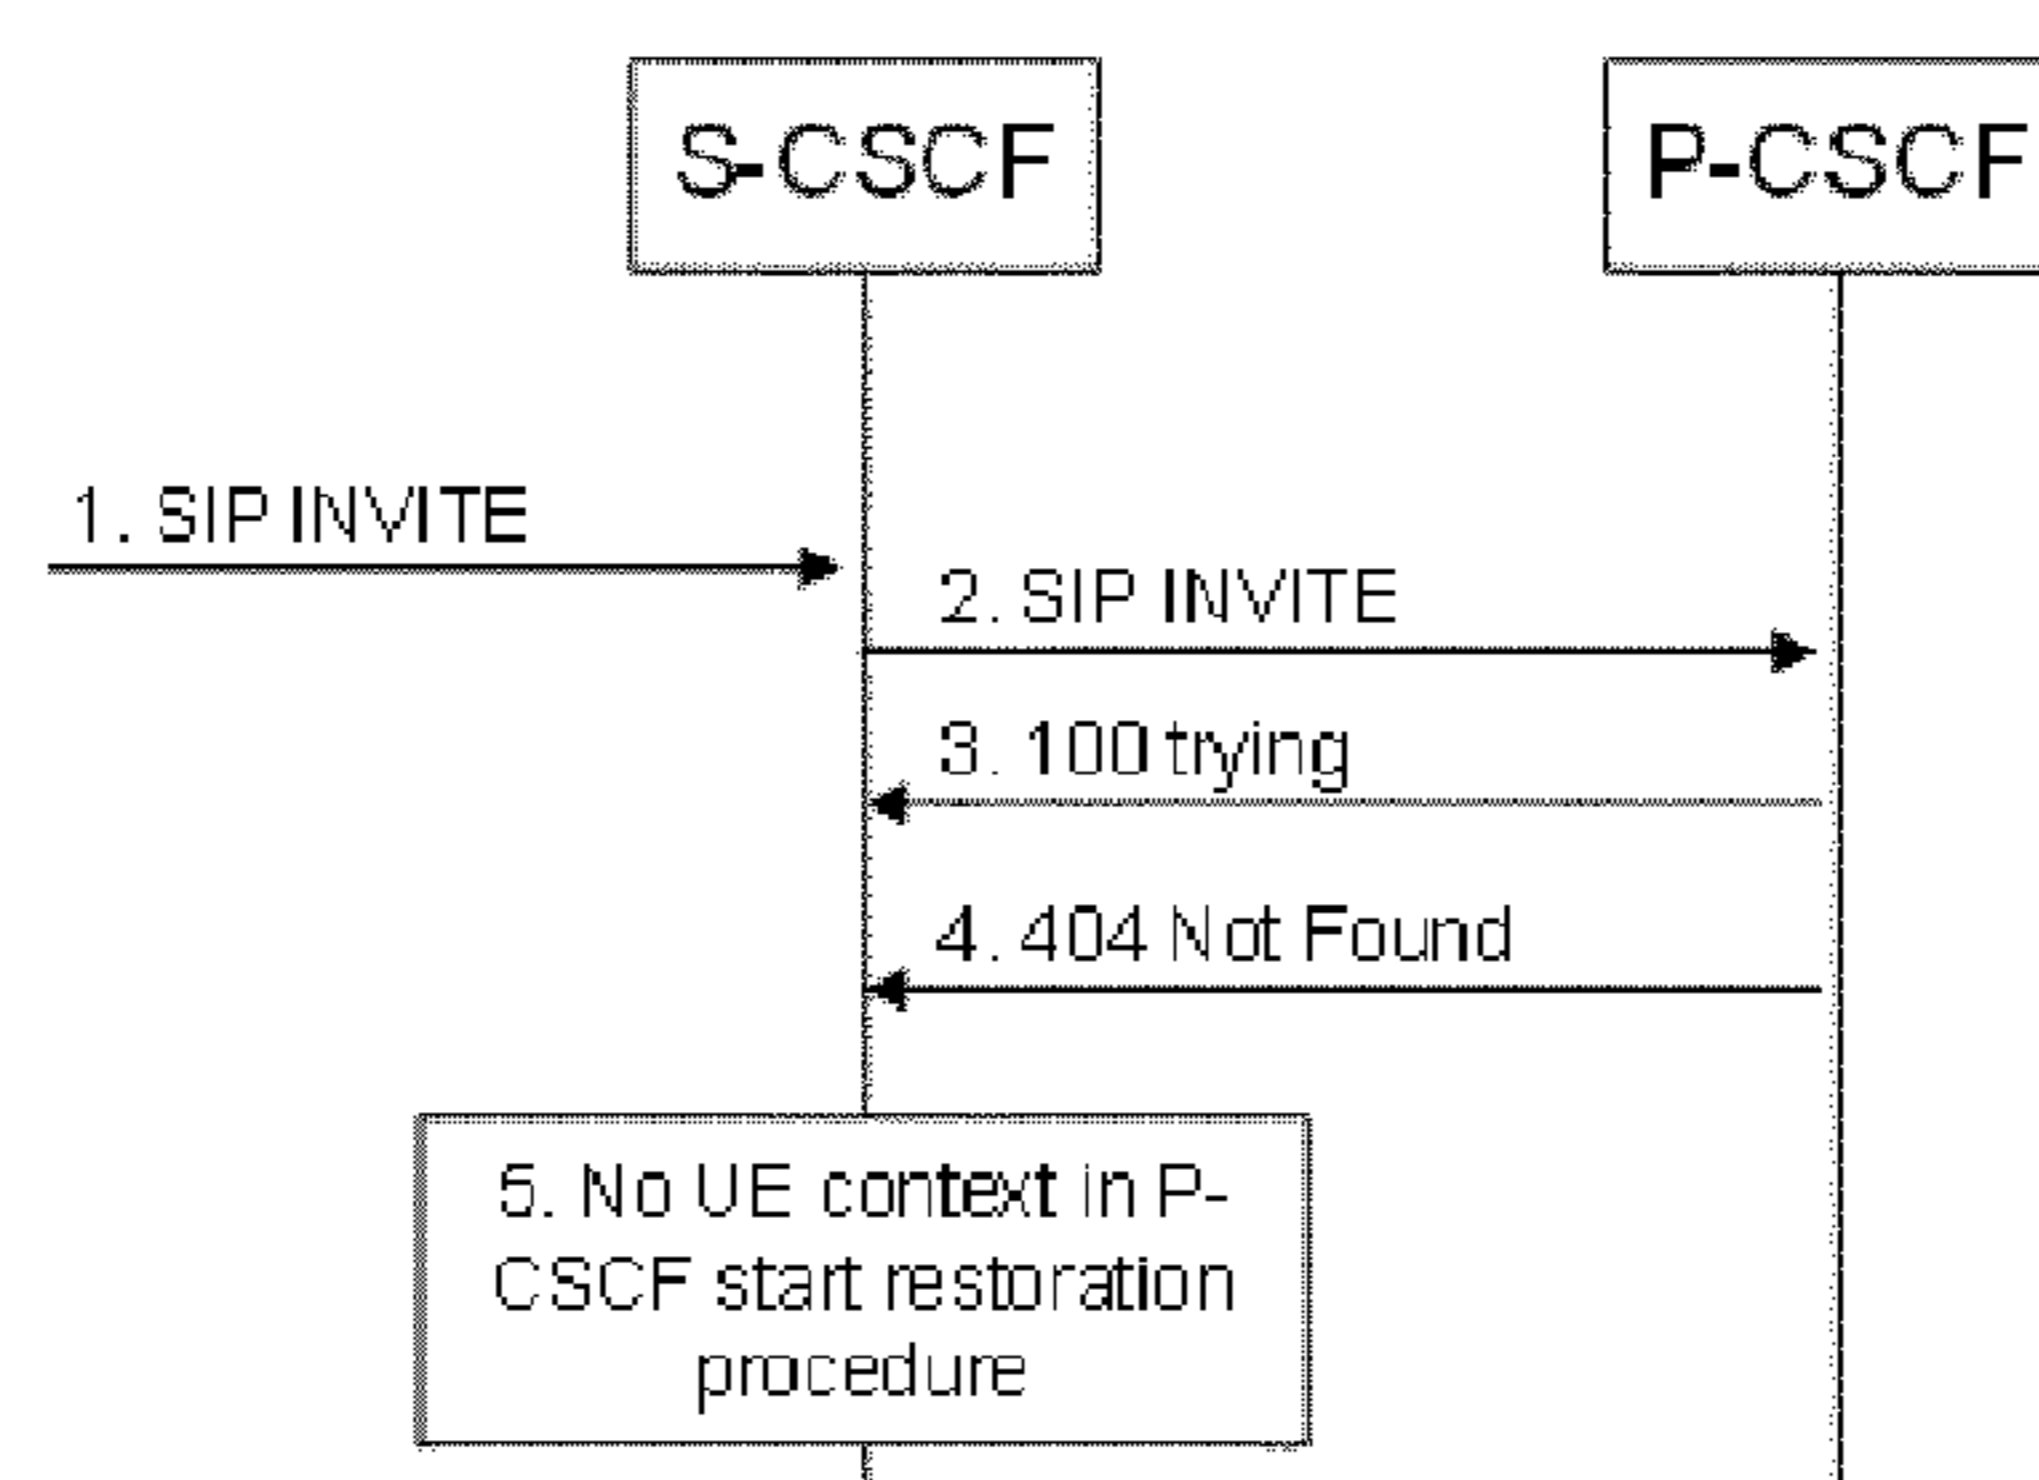 S-CSCF
P-CSCF
1. SIP INVITE
2. SIP INVITE
3. 100 trying
4. 404 Not Found
5. No UE context in P-
CSCF start restoration
procedure